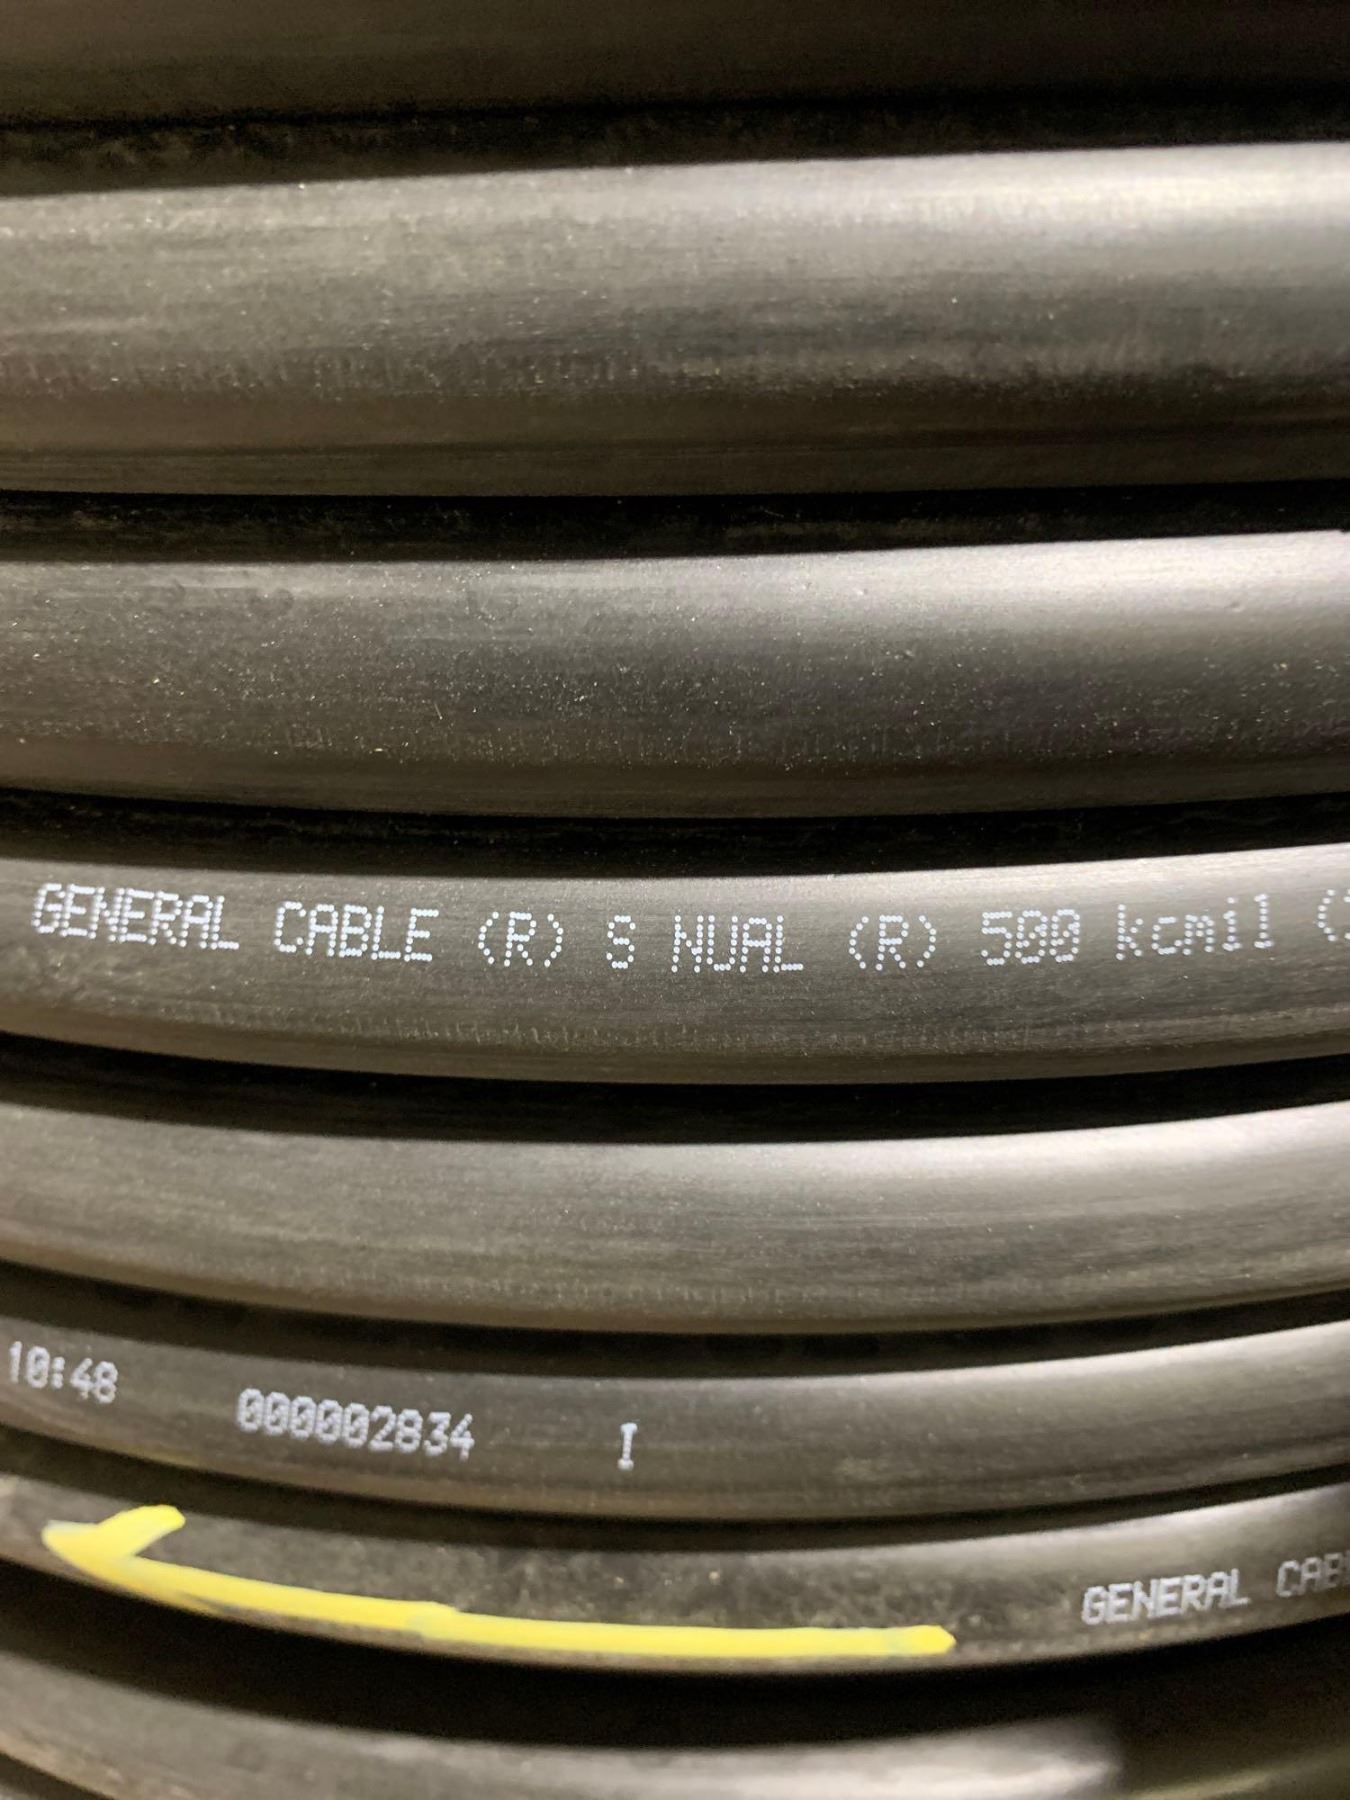 GENERAL CABLE (R) S NUAL (R) 500 kcmil (
10:48 000002834 I
GENERAL CAB